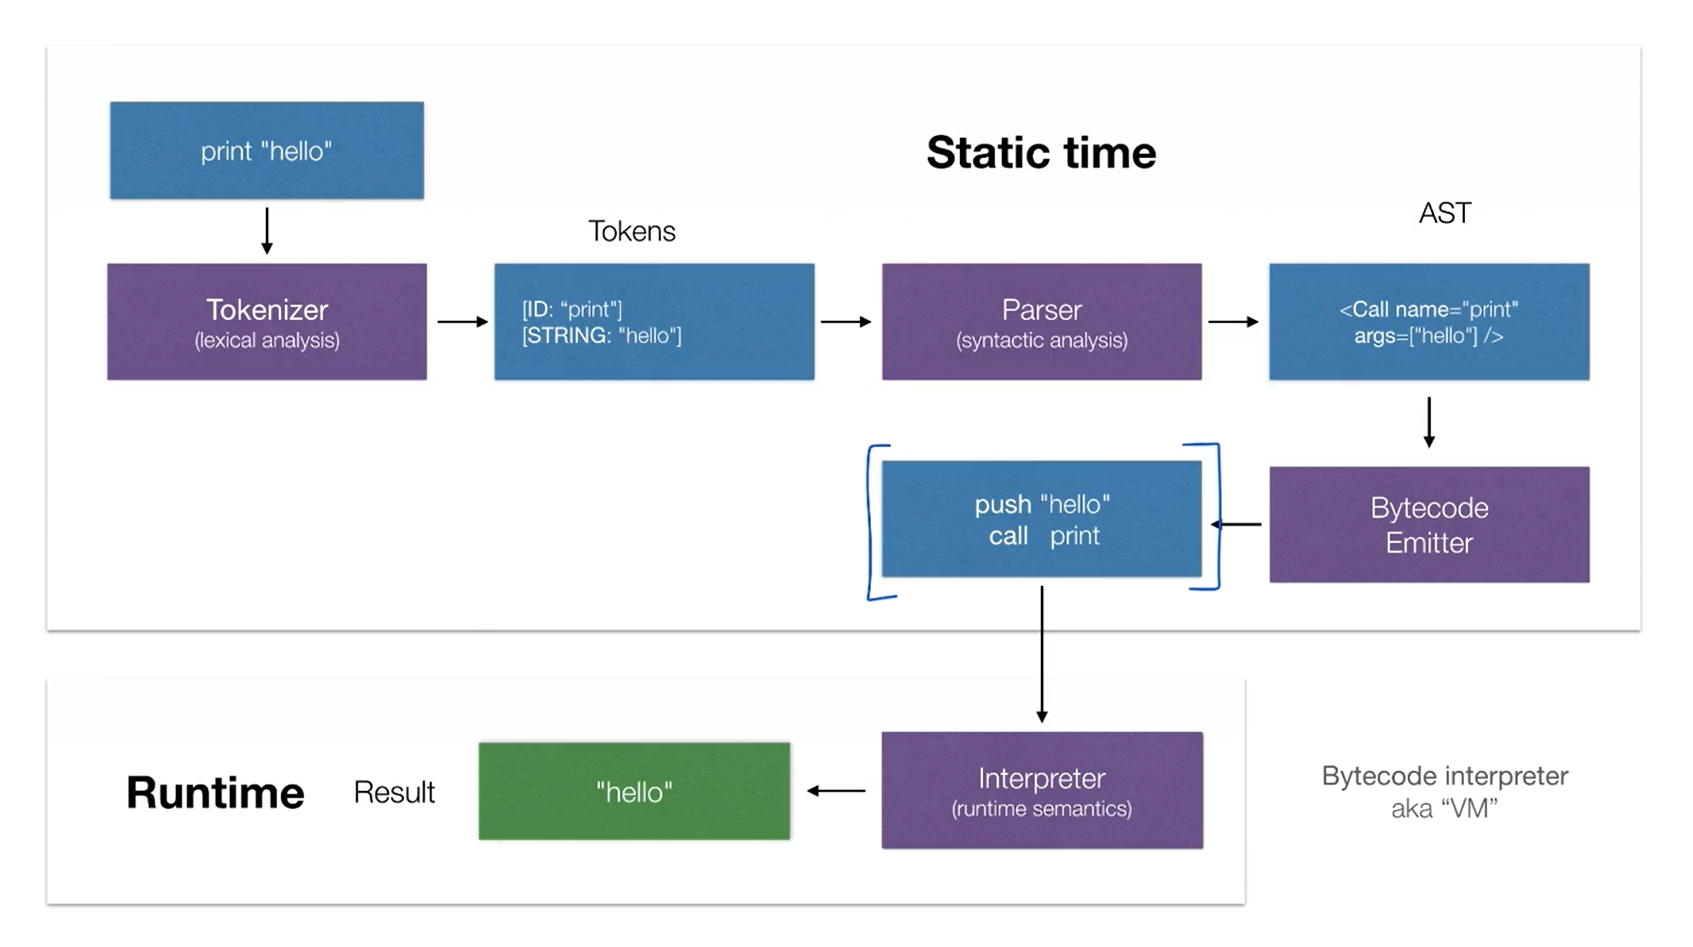 print "hello"
Static time
AST
Tokens
Tokenizer
(lexical analysis)
[ID: “print"]
[STRING: "hello"]
Parser
(syntactic analysis)
<Call name="print"
args=["hello"] />
push "hello"
call print
Bytecode
Emitter
Runtime
Result
"hello"
Interpreter
(runtime semantics)
Bytecode interpreter
aka “VM”